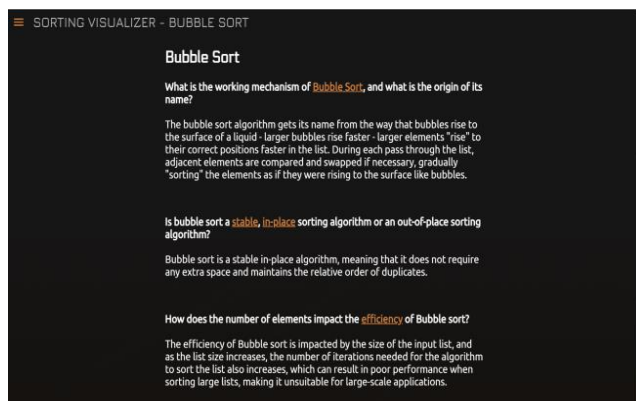 SORTING VISUALIZER - BUBBLE SORT
Bubble Sort
What is the working mechanism of Bubble Sort, and what is the origin of its
name?
The bubble sort algorithm gets its name from the way that bubbles rise to
the surface of a liquid - larger bubbles rise faster - larger elements "rise" to
their correct positions faster in the list. During each pass through the list,
adjacent elements are compared and swapped if necessary, gradually
"sorting" the elements as if they were rising to the surface like bubbles.
Is bubble sort a stable, in-place sorting algorithm or an out-of-place sorting
algorithm?
Bubble sort is a stable in-place algorithm, meaning that it does not require
any extra space and maintains the relative order of duplicates.
How does the number of elements impact the efficiency of Bubble sort?
The efficiency of Bubble sort is impacted by the size of the input list, and
as the list size increases, the number of iterations needed for the algorithm
to sort the list also increases, which can result in poor performance when
sorting large lists, making it unsuitable for large-scale applications.